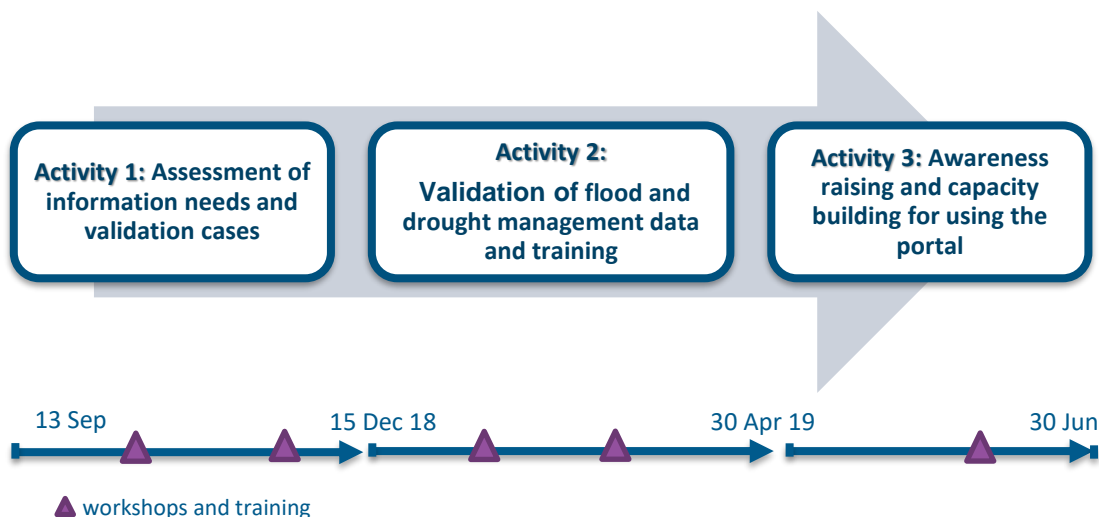 Activity 1: Assessment of
information needs and
validation cases
Activity 2:
Validation of flood and
drought management data
and training
Activity 3: Awareness
raising and capacity
building for using the
portal
13 Sep
15 Dec 18
30 Apr 19
30 Jun
workshops and training